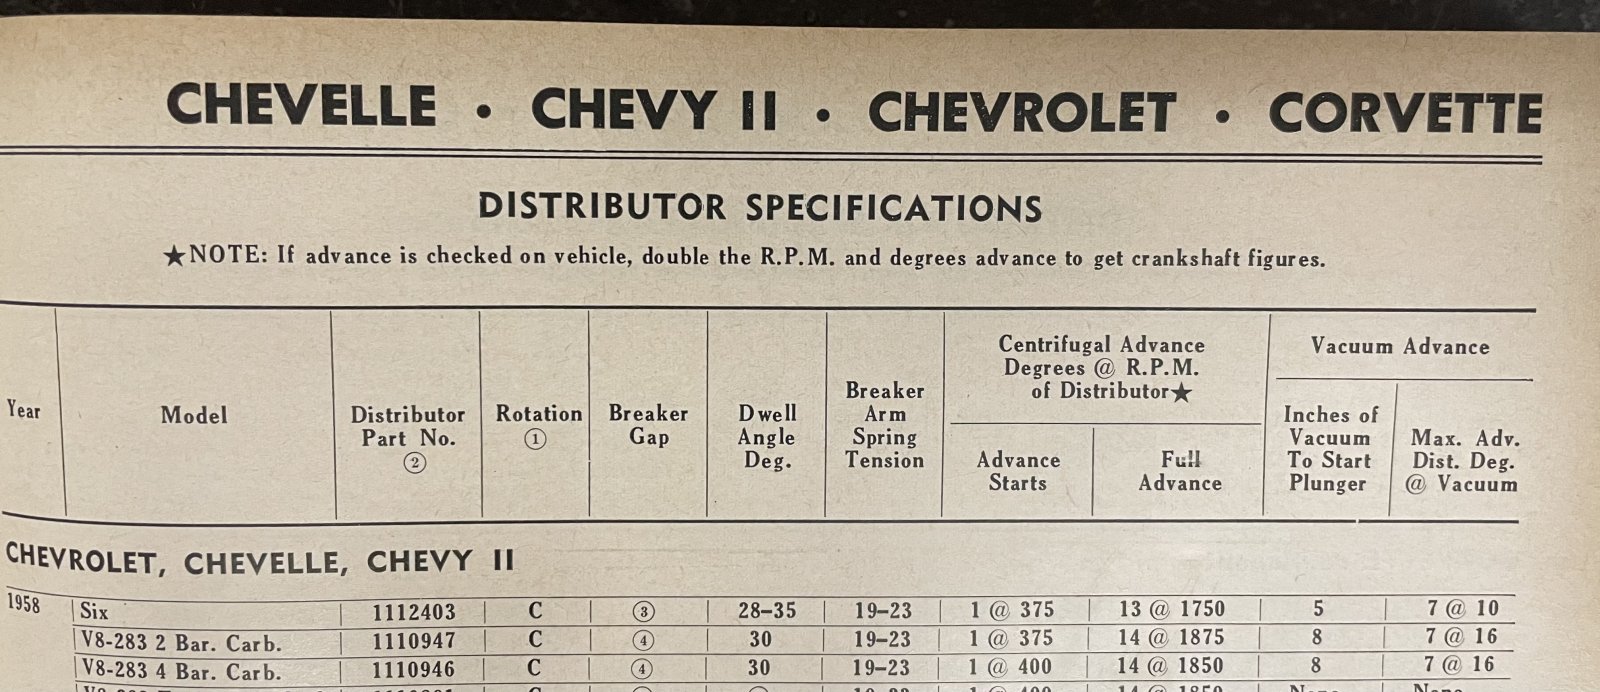 CHEVELLE • CHEVY II • CHEVROLET • CORVETTE
DISTRIBUTOR SPECIFICATIONS
★NOTE: If advance is checked on vehicle, double the R.P.M. and degrees advance to get crankshaft figures.
Year
Model
Distributor
Part No.
②
Rotation
①
Breaker
Gap
Dwell
Angle
Deg.
Breaker
Arm
Spring
Tension
Centrifugal Advance
Degrees @ R.P.M.
of Distributor★
Advance
Starts
Full
Advance
Vacuum Advance
Inches of
Vacuum
To Start
Plunger
Max. Adv.
Dist. Deg.
@ Vacuum
CHEVROLET, CHEVELLE, CHEVY II
1958 Six 1112403 C ③ 28–35 19–23 1 @ 375 13 @ 1750 5 7 @ 10
V8-283 2 Bar. Carb. 1110947 C ④ 30 19–23 1 @ 375 14 @ 1875 8 7 @ 16
V8-283 4 Bar. Carb. 1110946 C ④ 30 19–23 1 @ 400 14 @ 1850 8 7 @ 16